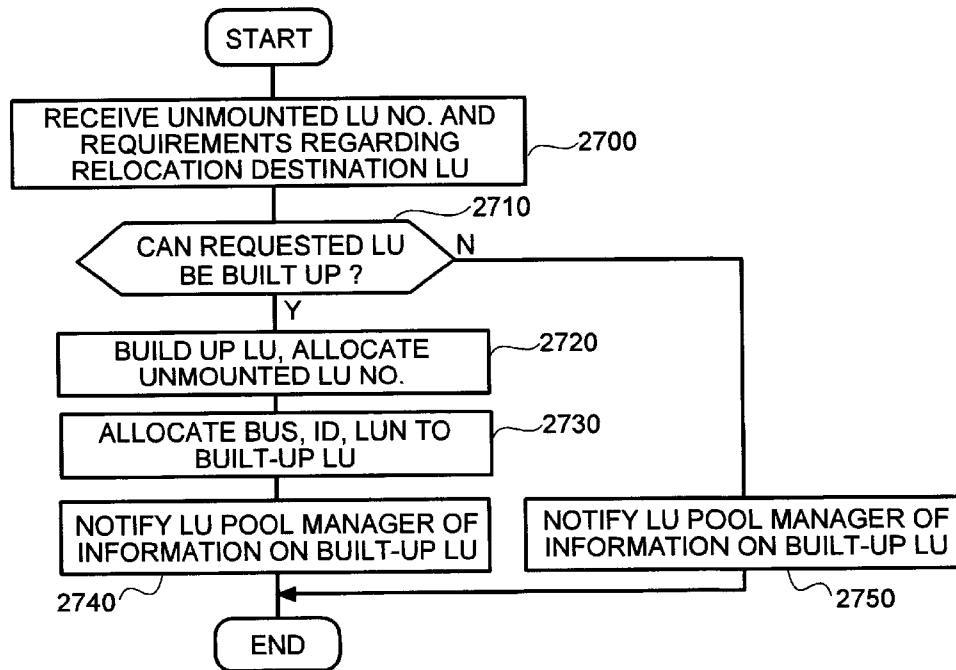 START
RECEIVE UNMOUNTED LU NO. AND
REQUIREMENTS REGARDING
RELOCATION DESTINATION LU
2700
2710
CAN REQUESTED LU
BE BUILT UP ?
N
Y
BUILD UP LU, ALLOCATE
UNMOUNTED LU NO.
2720
ALLOCATE BUS, ID, LUN TO
BUILT-UP LU
2730
NOTIFY LU POOL MANAGER OF
INFORMATION ON BUILT-UP LU
2740
NOTIFY LU POOL MANAGER OF
INFORMATION ON BUILT-UP LU
2750
END